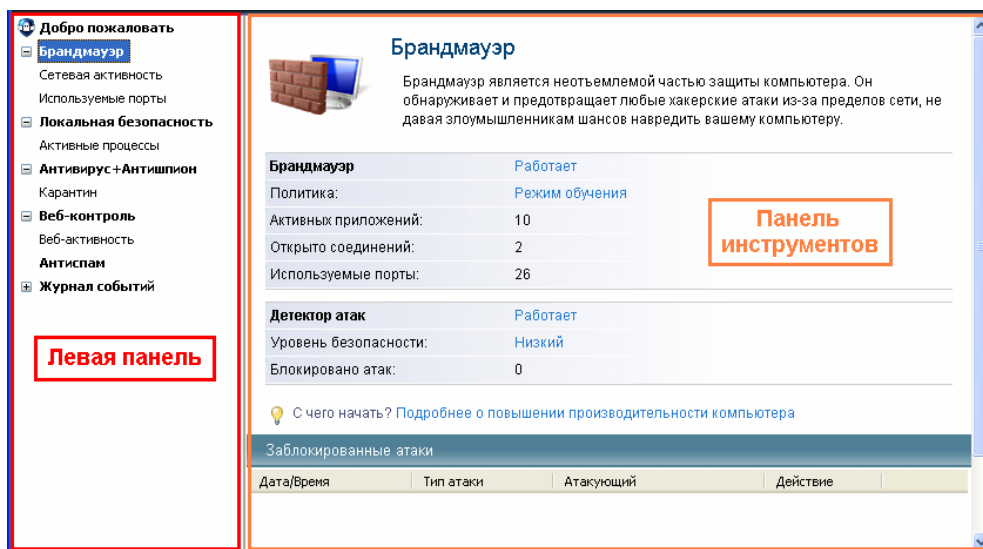 Добро пожаловать
Брандмауэр
Сетевая активность
Используемые порты
Локальная безопасность
Активные процессы
Антивирус+Антишпион
Карантин
Веб-контроль
Веб-активность
Антиспам
Журнал событий
Левая панель
Брандмауэр
Брандмауэр является неотъемлемой частью защиты компьютера. Он
обнаруживает и предотвращает любые хакерские атаки из-за пределов сети, не
давая злоумышленникам шансов навредить вашему компьютеру.
Брандмауэр Работает
Политика: Режим обучения
Активных приложений: 10
Открыто соединений: 2
Используемые порты: 26
Панель
инструментов
Детектор атак Работает
Уровень безопасности: Низкий
Блокировано атак: 0
С чего начать? Подробнее о повышении производительности компьютера
Заблокированные атаки
Дата/Время Тип атаки Атакующий Действие